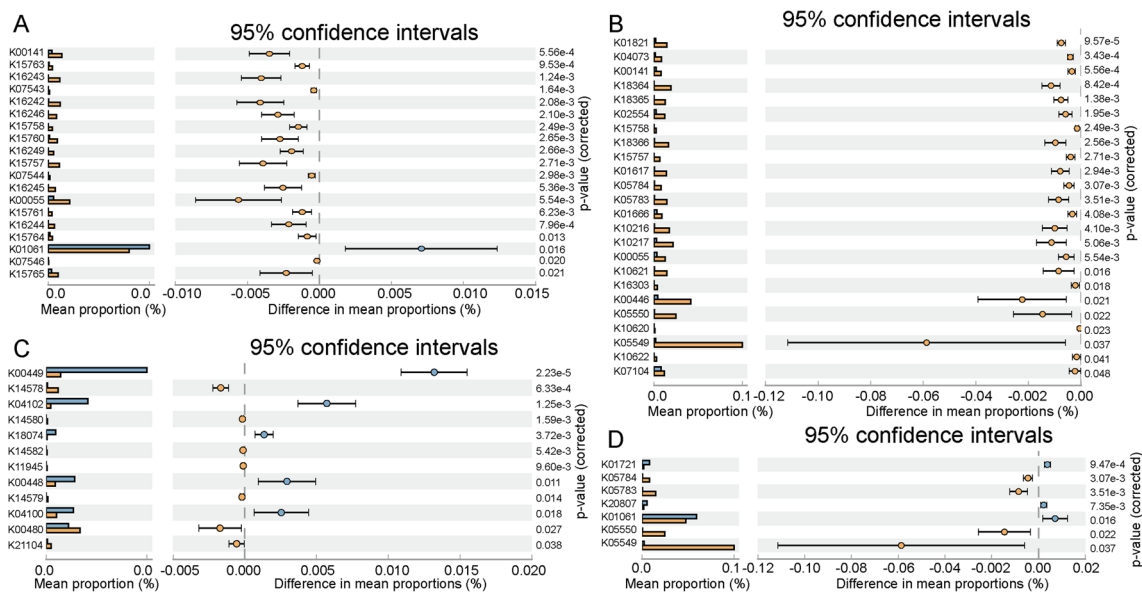 A
95% confidence intervals
K00141 5.56e-4
K15763 9.53e-4
K16243 1.24e-3
K07543 1.64e-3
K16242 2.08e-3
K16246 2.10e-3
K15758 2.49e-3
K15760 2.65e-3
K16249 2.66e-3
K15757 2.71e-3
K07544 2.98e-3
K16245 5.36e-3
K00055 5.54e-3
K15761 6.23e-3
K16244 7.96e-4
K15764 0.013
K01061 0.016
K07546 0.020
K15765 0.021
p-value (corrected)
0.0 0.0 -0.010 -0.005 0.000 0.005 0.010 0.015
Mean proportion (%) Difference in mean proportions (%)
B
95% confidence intervals
K01821 9.57e-5
K04073 3.43e-4
K00141 5.56e-4
K18364 8.42e-4
K18365 1.38e-3
K02554 1.95e-3
K15758 2.49e-3
K18366 2.56e-3
K15757 2.71e-3
K01617 2.94e-3
K05784 3.07e-3
K05783 3.51e-3
K01666 4.08e-3
K10216 4.10e-3
K10217 5.06e-3
K00055 5.54e-3
K10621 0.016
K16303 0.018
K00446 0.021
K05550 0.022
K10620 0.023
K05549 0.037
K10622 0.041
K07104 0.048
p-value (corrected)
0.0 0.1 -0.12 -0.10 -0.08 -0.06 -0.04 -0.02 0.00
Mean proportion (%) Difference in mean proportions (%)
C
95% confidence intervals
K00449 2.23e-5
K14578 6.33e-4
K04102 1.25e-3
K14580 1.59e-3
K18074 3.72e-3
K14582 5.42e-3
K11945 9.60e-3
K00448 0.011
K14579 0.014
K04100 0.018
K00480 0.027
K21104 0.038
p-value (corrected)
0.0 0.0 -0.005 0.000 0.005 0.010 0.015 0.020
Mean proportion (%) Difference in mean proportions (%)
D
95% confidence intervals
K01721 9.47e-4
K05784 3.07e-3
K05783 3.51e-3
K20807 7.35e-3
K01061 0.016
K05550 0.022
K05549 0.037
p-value (corrected)
0.0 0.1 -0.12 -0.10 -0.08 -0.06 -0.04 -0.002 0.00 0.02
Mean proportion (%) Difference in mean proportions (%)